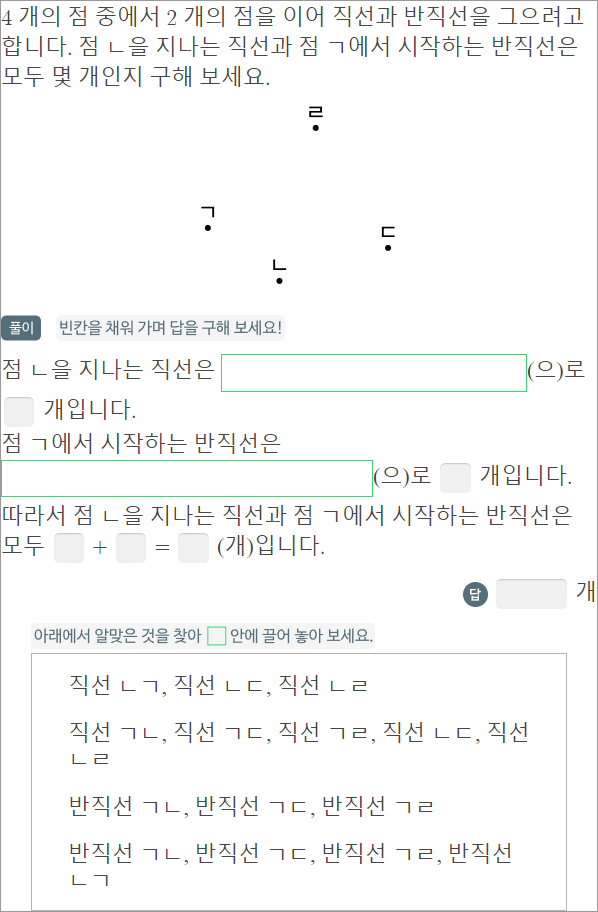 4 개의 점 중에서 2 개의 점을 이어 직선과 반직선을 그으려고
합니다. 점 ㄴ을 지나는 직선과 점 ㄱ에서 시작하는 반직선은
모두 몇 개인지 구해 보세요.
ㄹ
ㄱ
ㄷ
ㄴ
풀이 빈칸을 채워 가며 답을 구해 보세요!
점 ㄴ을 지나는 직선은 (으)로
개입니다.
점 ㄱ에서 시작하는 반직선은
(으)로 개입니다.
따라서 점 ㄴ을 지나는 직선과 점 ㄱ에서 시작하는 반직선은
모두 + = (개)입니다.
답 개
아래에서 알맞은 것을 찾아 안에 끌어 놓아 보세요.
직선 ㄴㄱ, 직선 ㄴㄷ, 직선 ㄴㄹ
직선 ㄱㄴ, 직선 ㄱㄷ, 직선 ㄱㄹ, 직선 ㄴㄷ, 직선
ㄴㄹ
반직선 ㄱㄴ, 반직선 ㄱㄷ, 반직선 ㄱㄹ
반직선 ㄱㄴ, 반직선 ㄱㄷ, 반직선 ㄱㄹ, 반직선
ㄴㄱ